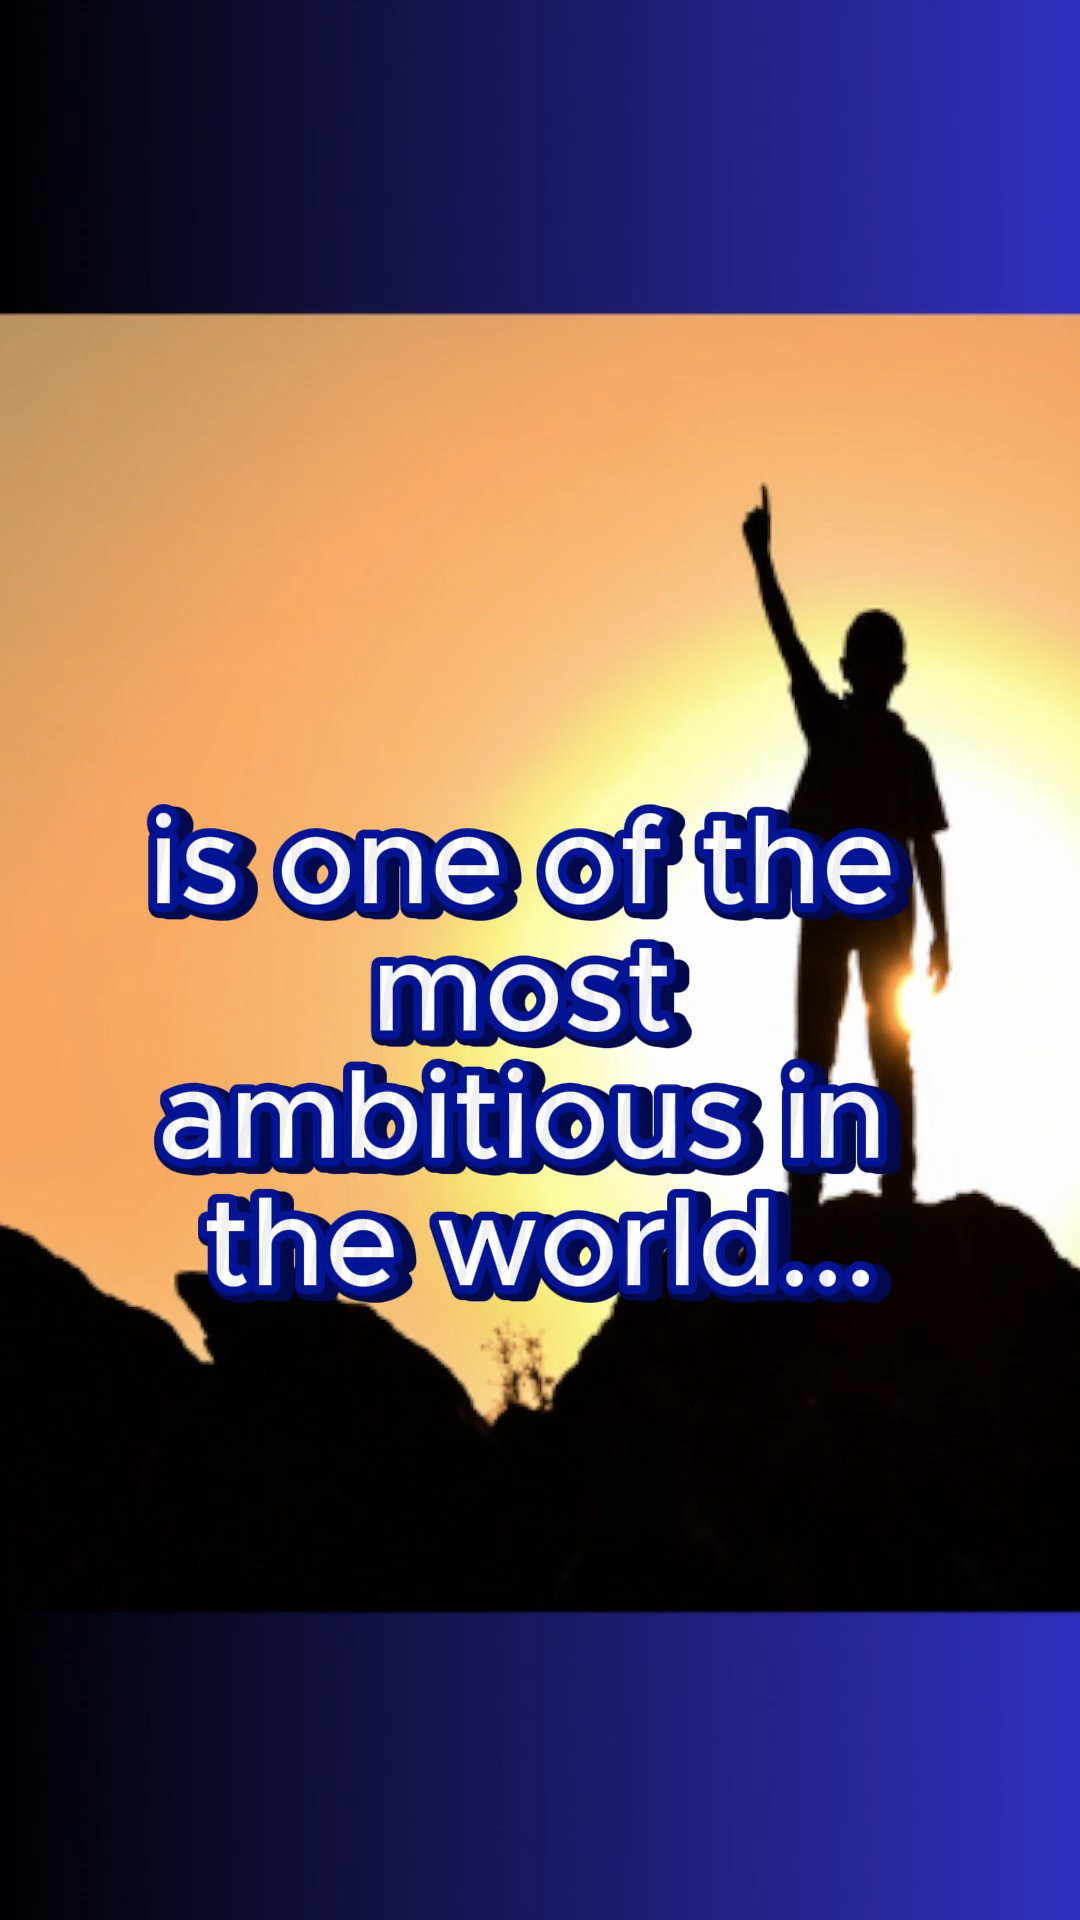 is one of the
most
ambitious in
the world...